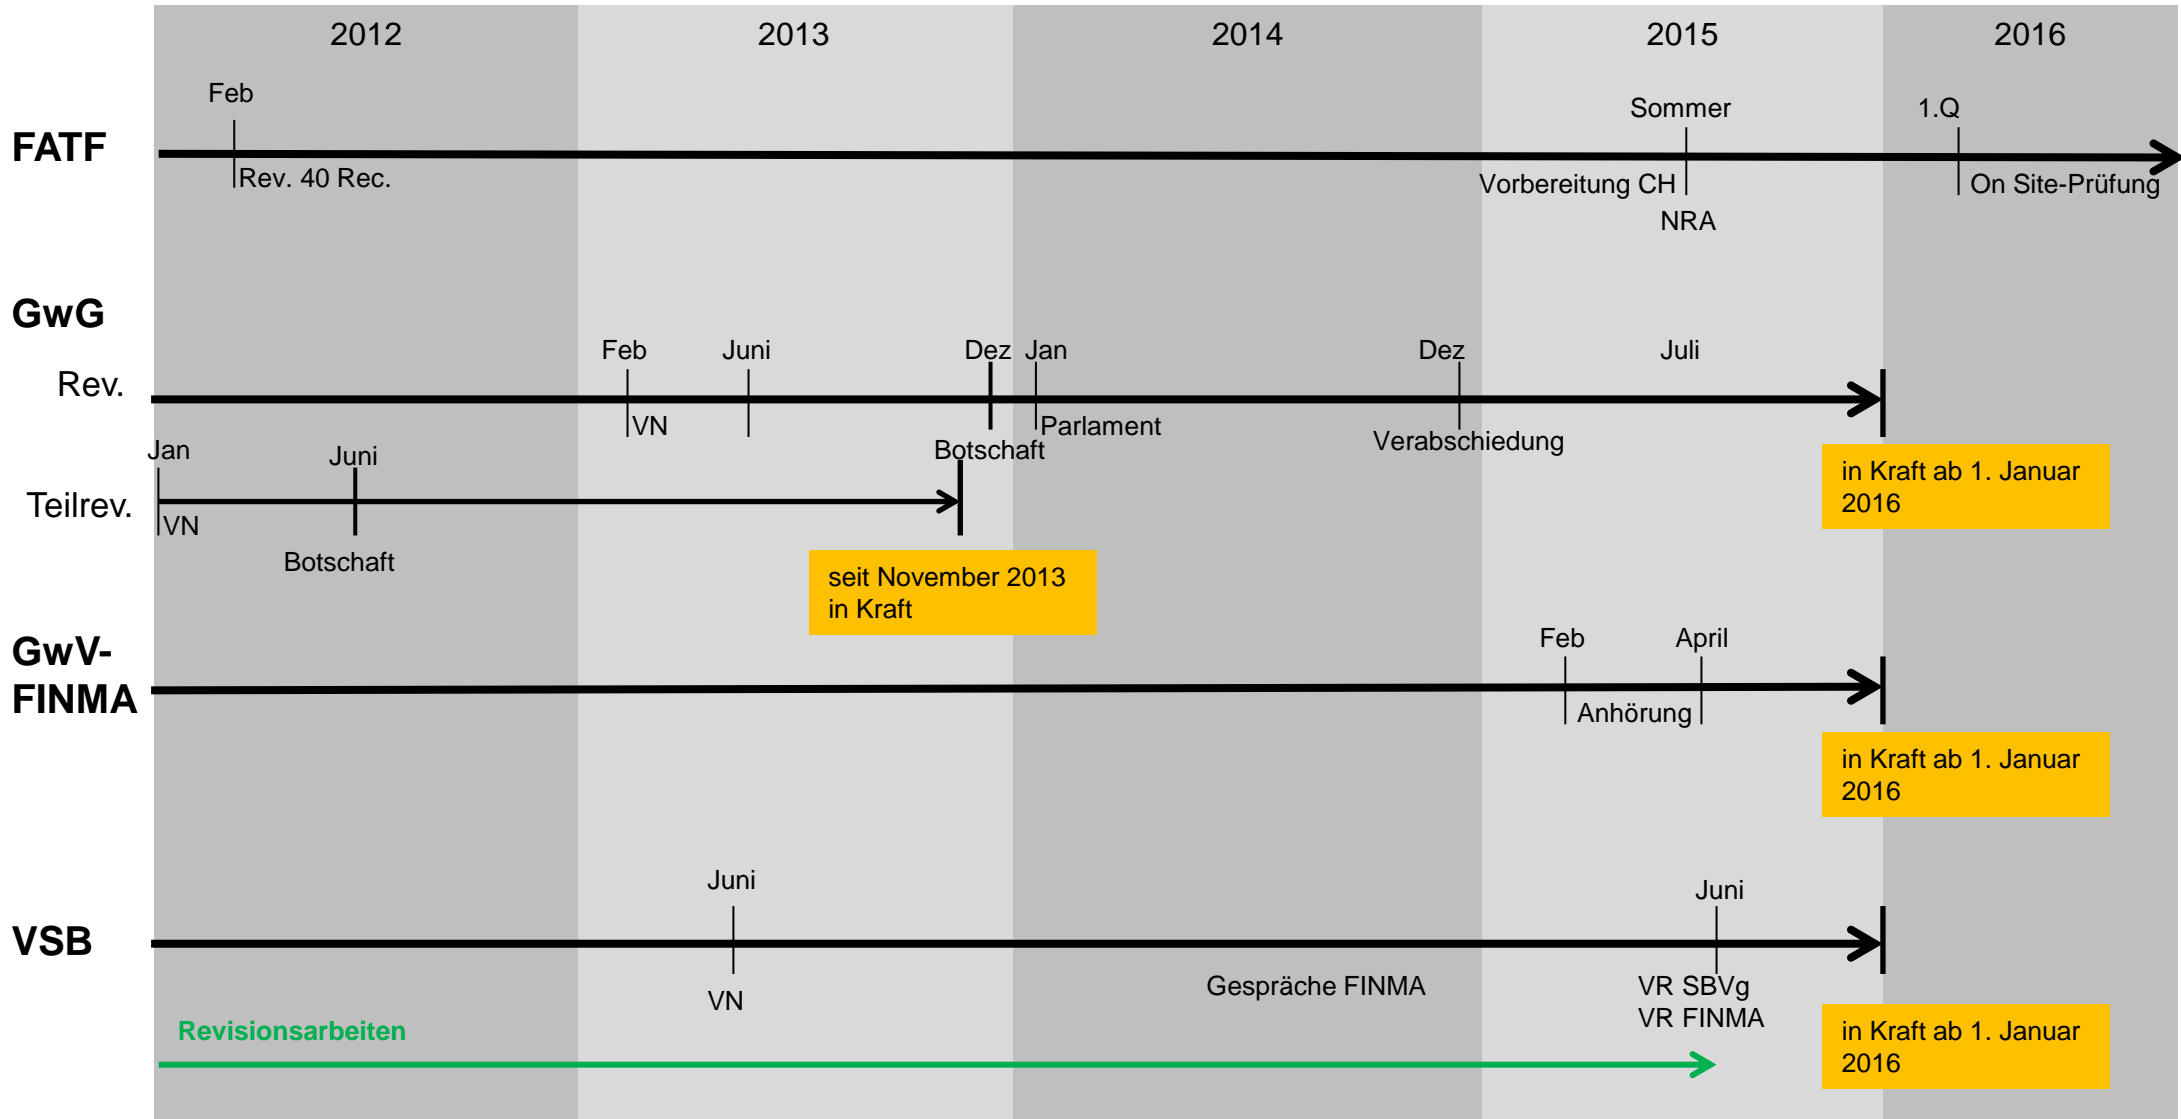 2012 2013 2014 2015 2016
Feb Sommer 1.Q
FATF
Rev. 40 Rec. Vorbereitung CH On Site-Prüfung
NRA
GwG
Feb Juni Dez Jan Dez Juli
Rev.
VN Parlament
Verabschiedung
Botschaft
Jan Juni
Teilrev.
VN
Botschaft
in Kraft ab 1. Januar
2016
seit November 2013
in Kraft
GwV-
FINMA
Feb April
Anhörung
in Kraft ab 1. Januar
2016
Juni Juni
VSB
VN Gespräche FINMA VR SBVg
VR FINMA
Revisionsarbeiten
in Kraft ab 1. Januar
2016